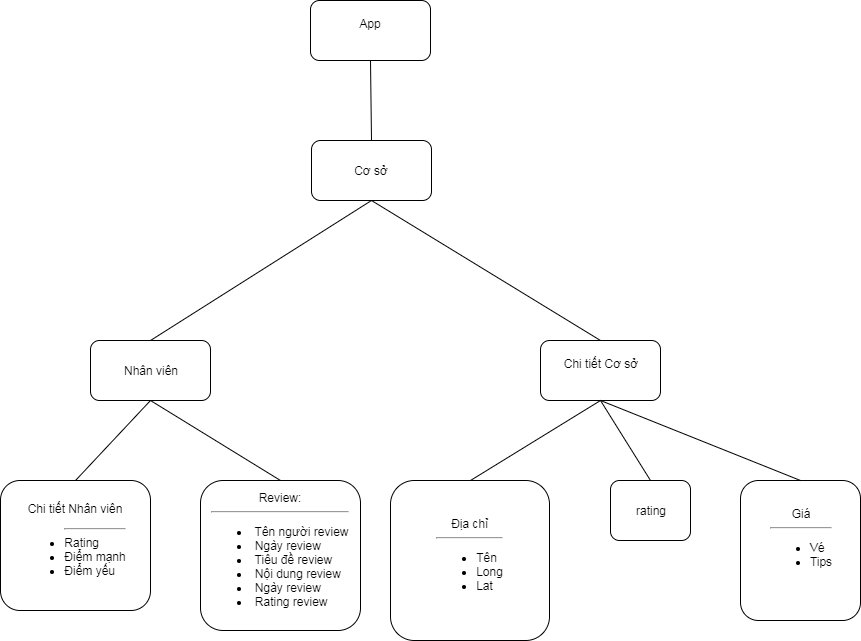 App
Cơ sở
Nhân viên
Chi tiết Cơ sở
Chi tiết Nhân viên
Rating
Điểm mạnh
Điểm yếu
Review:
Tên người review
Ngày review
Tiêu đề review
Nội dung review
Ngày review
Rating review
Địa chỉ
Tên
Long
Lat
rating
Giá
Vé
Tips